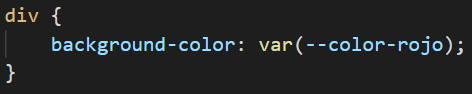 div {
    background-color: var(--color-rojo);
}